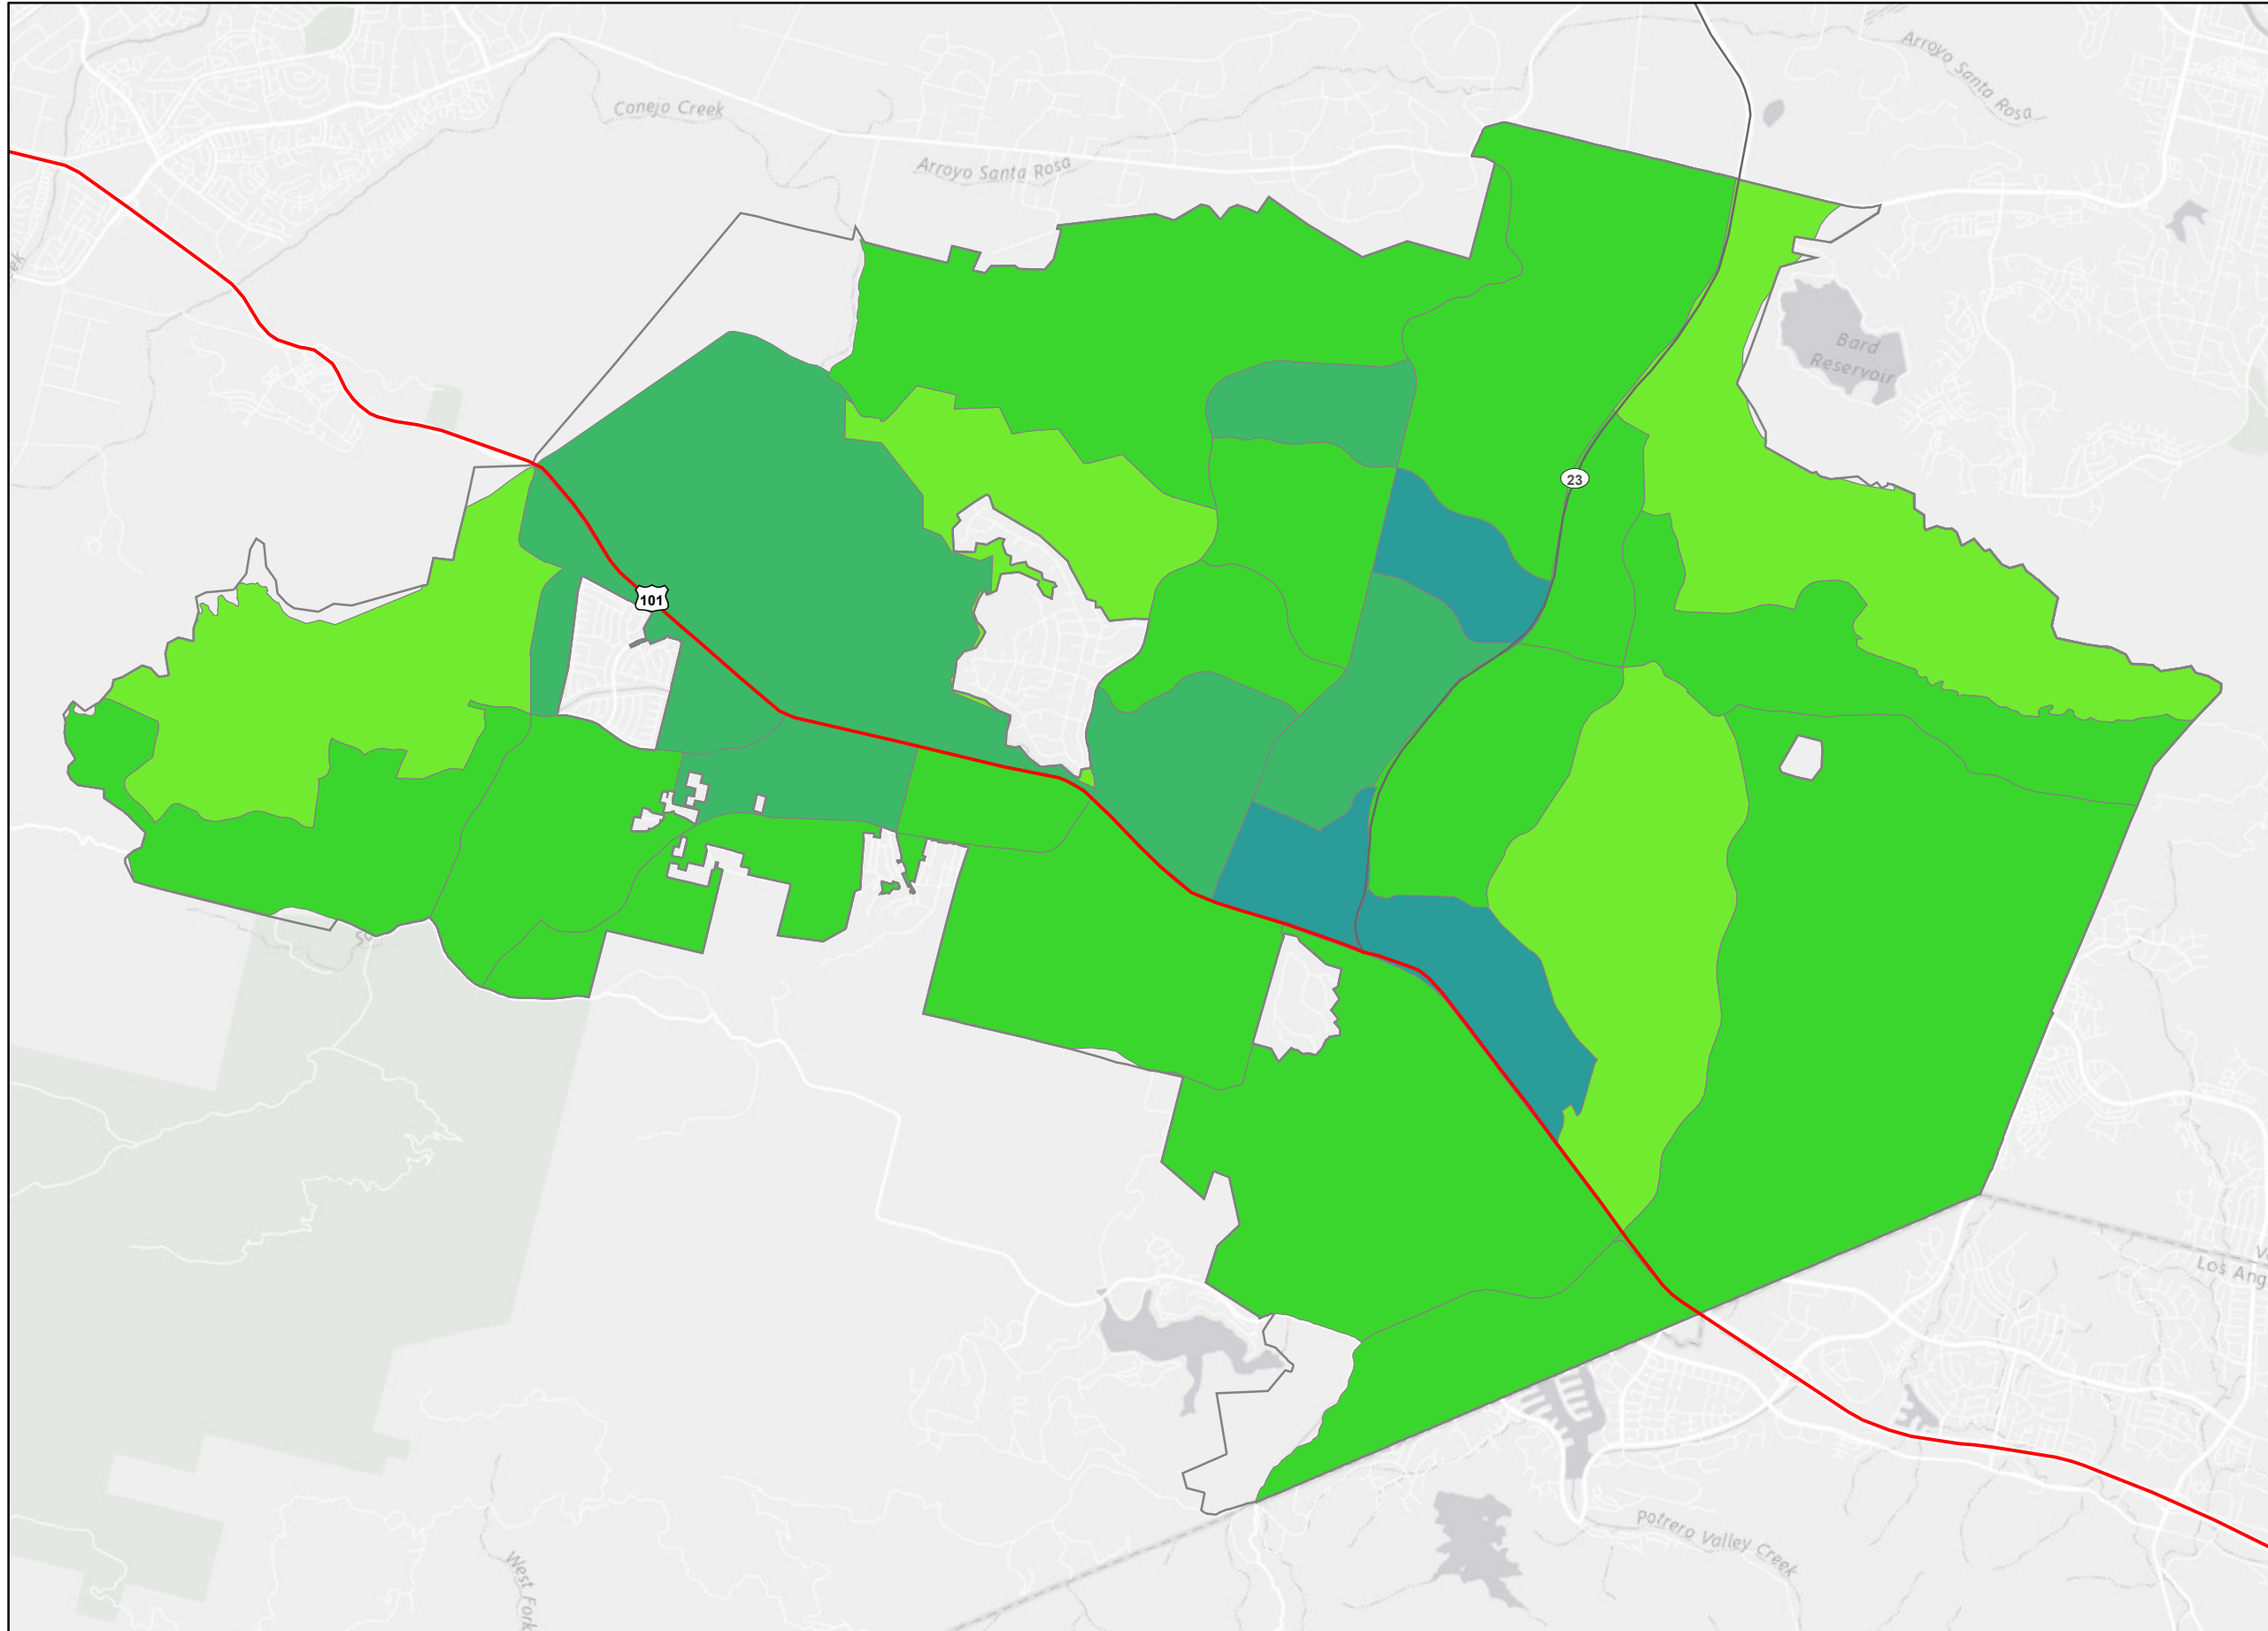 Arroyo Santa Rosa
Conejo Creek
Arroyo Santa Rosa
ek
Bard
Reservoir
23
101
Los Ang
Potrero Valley Creek
West Fork